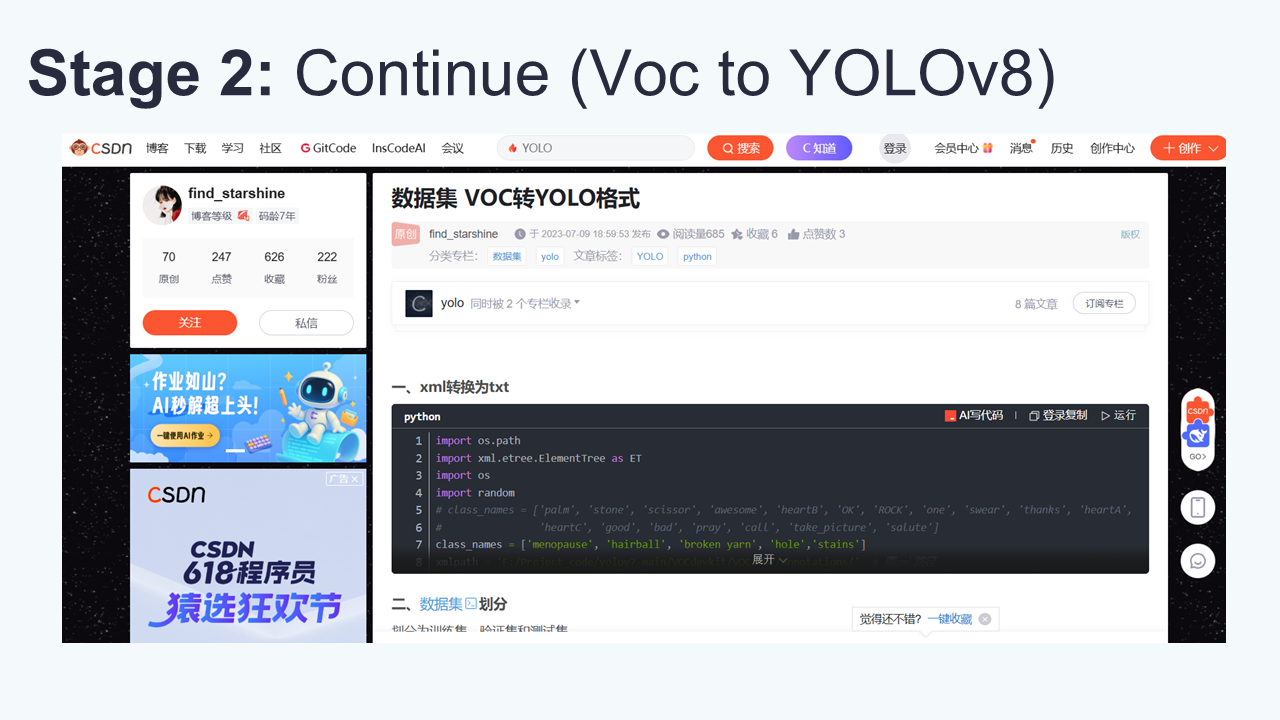 Stage 2: Continue (Voc to YOLOv8)
CSDN 博客 下载 学习 社区 GitCode InsCodeAI 会议 YOLO 搜索 C 知道 登录 会员中心 消息 历史 创作中心 创作
find_starshine
博客等级 码龄7年
70 247 626 222
原创 点赞 收藏 粉丝
关注 私信
作业如山?
AI秒解超上头!
一键使用AI作业
广告
CSDN
CSDN
618程序员
猿选狂欢节
数据集 VOC转YOLO格式
原创 find_starshine 于 2023-07-09 18:59:53 发布 阅读量685 收藏 6 点赞数 3 版权
分类专栏: 数据集 yolo 文章标签: YOLO python
yolo 同时被 2 个专栏收录 8 篇文章 订阅专栏
一、xml转换为txt
python AI写代码 登录复制 运行
1 import os.path
2 import xml.etree.ElementTree as ET
3 import os
4 import random
5 # class_names = ['palm', 'stone', 'scissor', 'awesome', 'heartB', 'OK', 'ROCK', 'one', 'swear', 'thanks', 'heartA',
6 # 'heartC', 'good', 'bad', 'pray', 'call', 'take_picture', 'salute']
7 class_names = ['menopause', 'hairball', 'broken yarn', 'hole','stains']
8
展开
二、数据集划分
划分为训练集、验证集和测试集
觉得还不错? 一键收藏
CSDN
GO>